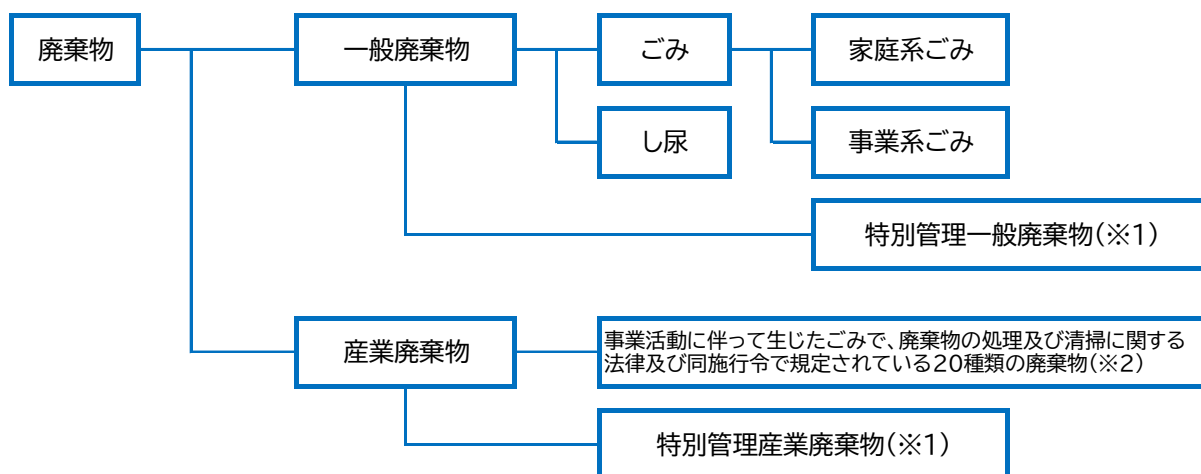 廃棄物
一般廃棄物
ごみ
家庭系ごみ
し尿
事業系ごみ
特別管理一般廃棄物(※1)
産業廃棄物
事業活動に伴って生じたごみで、廃棄物の処理及び清掃に関する
法律及び同施行令で規定されている20種類の廃棄物(※2)
特別管理産業廃棄物(※1)